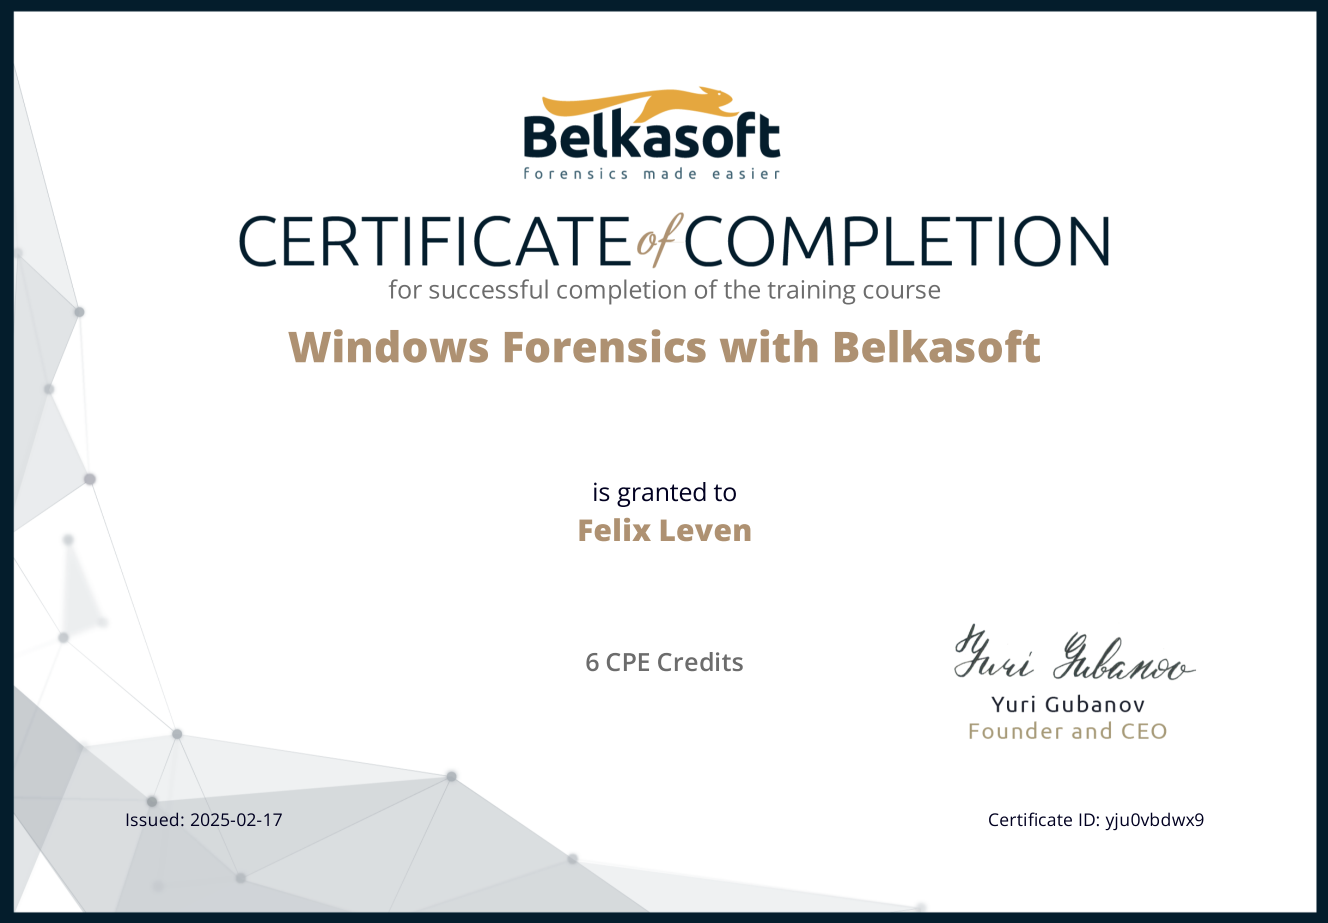 Belkasoft
forensics made easier
CERTIFICATE of COMPLETION
for successful completion of the training course
Windows Forensics with Belkasoft
is granted to
Felix Leven
6 CPE Credits
Yuri Gubanov
Yuri Gubanov
Founder and CEO
Issued: 2025-02-17
Certificate ID: yju0vbdwx9